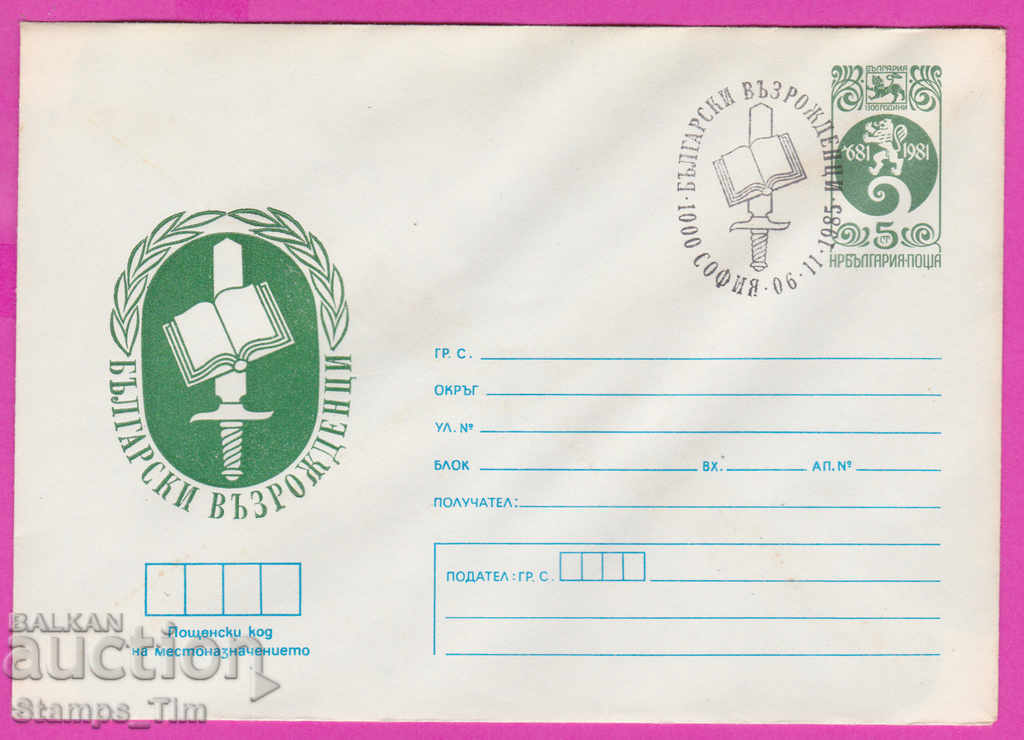 БЪЛГАРИЯ
1300 ГОДИНИ
681 1981
5 СТ
НРБЪЛГАРИЯ·ПОЩА
1000 СОФИЯ · 06.11.1985 · БЪЛГАРСКИ ВЪЗРОЖДЕНЦИ
БЪЛГАРСКИ ВЪЗРОЖДЕНЦИ
ГР. С.
ОКРЪГ
УЛ. №
БЛОК ВХ. АП. №
ПОЛУЧАТЕЛ:
ПОДАТЕЛ: ГР. С.
Пощенски код
на местоназначението
BALKAN
auction
Stamps_Tim